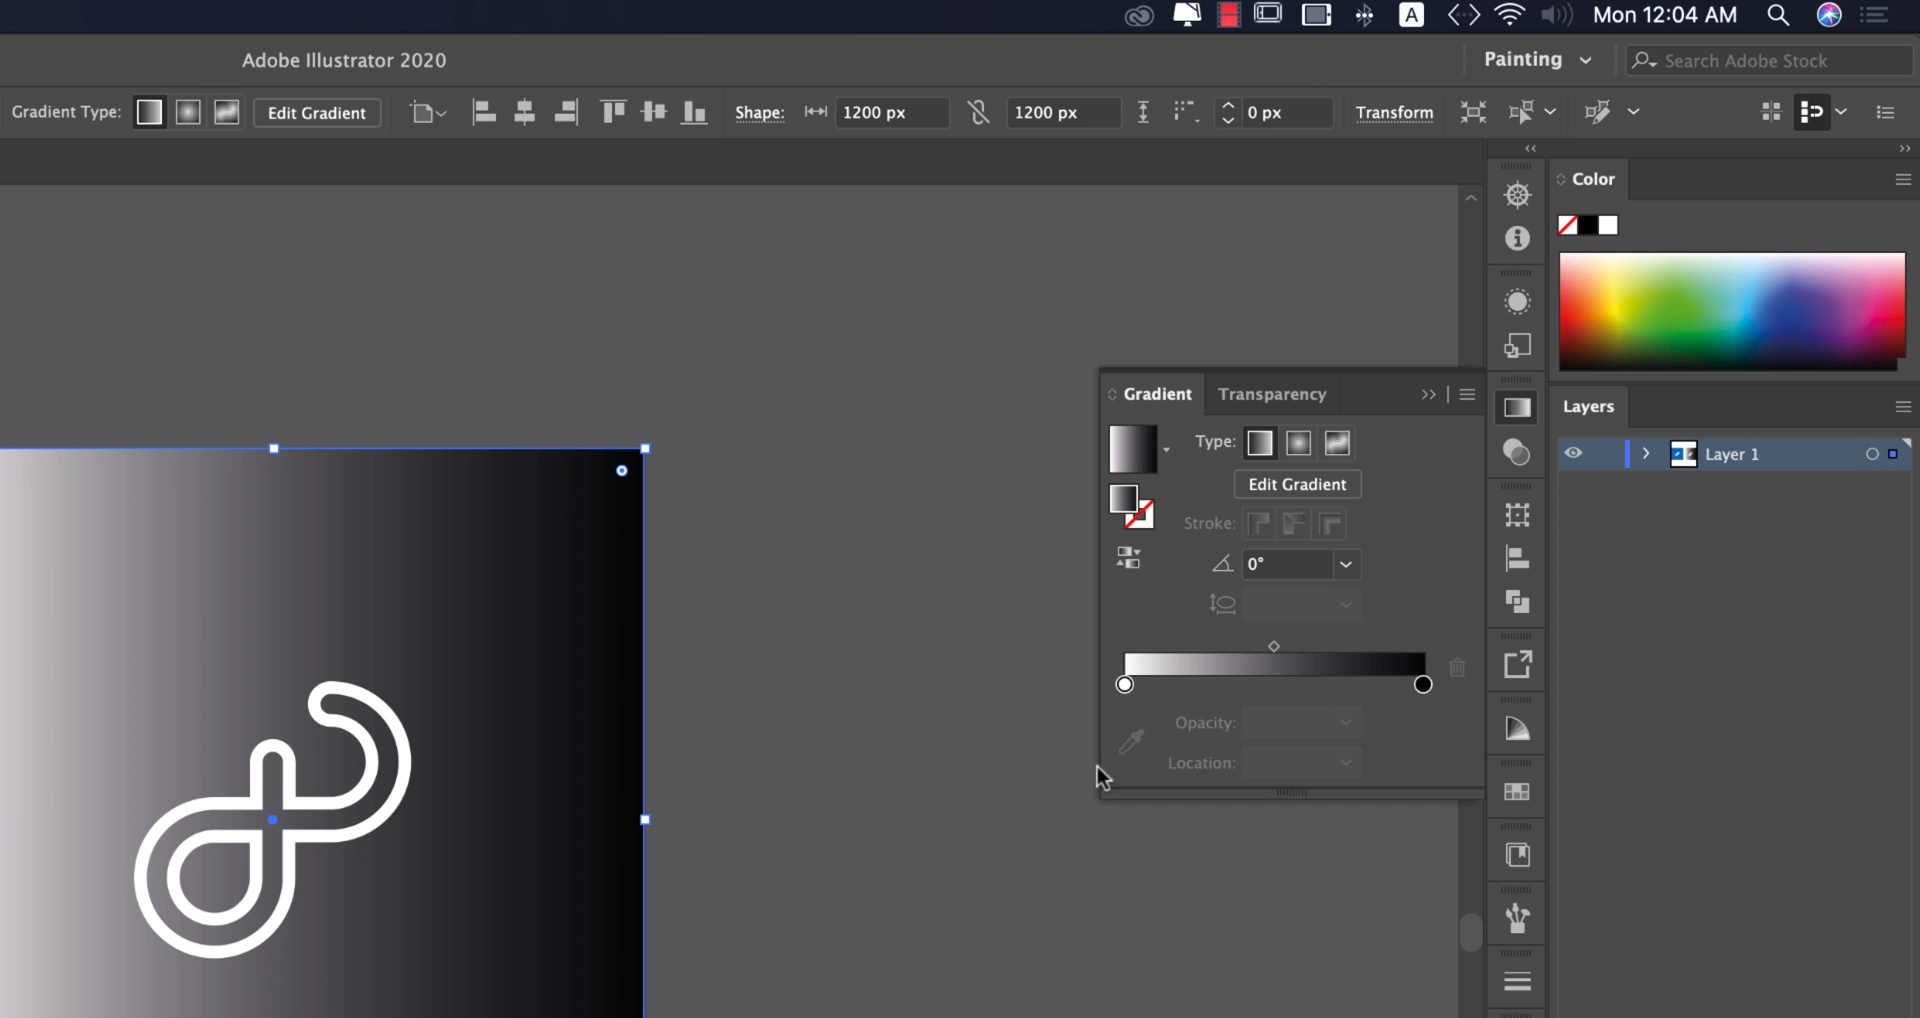 A
Mon 12:04 AM
Adobe Illustrator 2020
Painting
Search Adobe Stock
Gradient Type:
Edit Gradient
Shape:
1200 px
1200 px
0 px
Transform
Color
Gradient
Transparency
Type:
Edit Gradient
Stroke:
0°
Opacity:
Location:
Layers
Layer 1